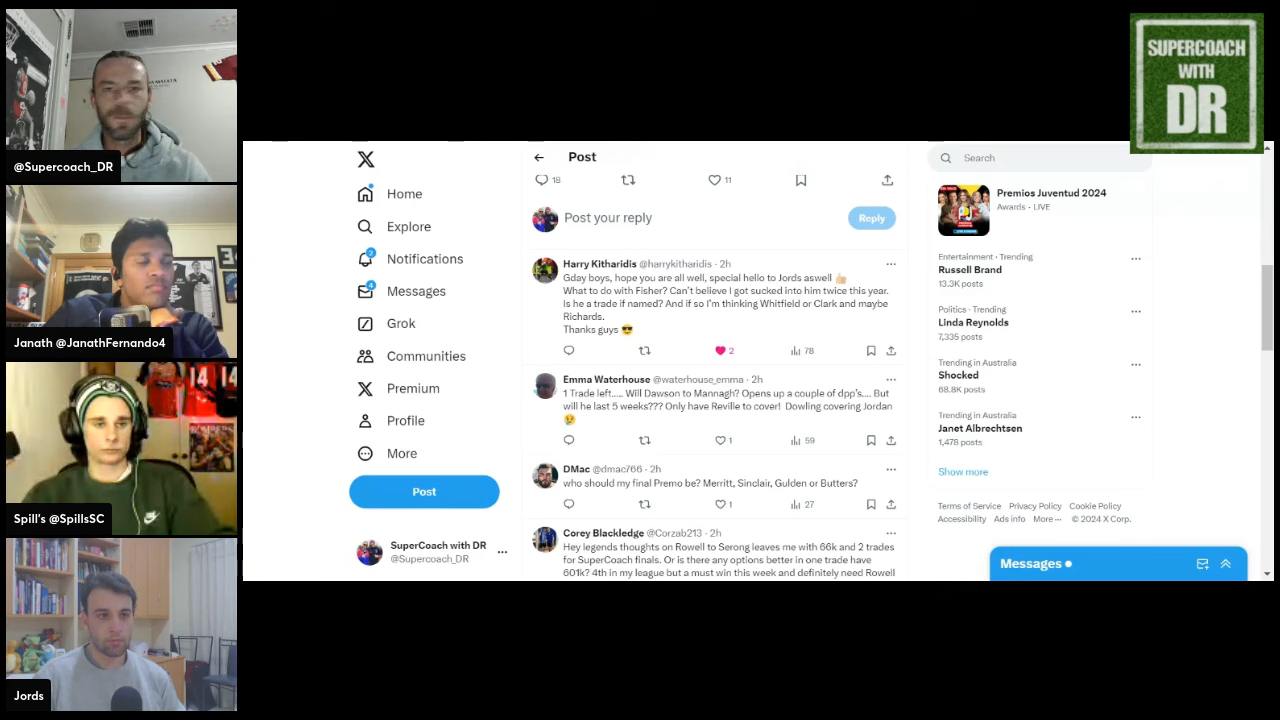 SUPERCOACH
WITH
DR
@Supercoach_DR
Janath @JanathFernando4
Spill's @SpillsSC
Jords
14
14
Home
Explore
2
Notifications
4
Messages
Grok
Communities
Premium
Profile
More
Post
SuperCoach with DR
@Supercoach_DR
Post
18
11
Post your reply
Reply
Harry Kitharidis @harrykitharidis · 2h
Gday boys, hope you are all well, special hello to Jords aswell 👍🏻
What to do with Fisher? Can't believe I got sucked into him twice this year.
Is he a trade if named? And if so I'm thinking Whitfield or Clark and maybe
Richards.
Thanks guys 😎
2
78
Emma Waterhouse @waterhouse_emma · 2h
1 Trade left..... Will Dawson to Mannagh? Opens up a couple of dpp's.... But
will he last 5 weeks??? Only have Reville to cover! Dowling covering Jordan
😢
1
59
DMac @dmac766 · 2h
who should my final Premo be? Merritt, Sinclair, Gulden or Butters?
1
27
Corey Blackledge @Corzab213 · 2h
Hey legends thoughts on Rowell to Serong leaves me with 66k and 2 trades
for SuperCoach finals. Or is there any options better in one trade have
601k? 4th in my league but a must win this week and definitely need Rowell
Search
Premios Juventud 2024
Awards · LIVE
Entertainment · Trending
Russell Brand
13.3K posts
Politics · Trending
Linda Reynolds
7,335 posts
Trending in Australia
Shocked
68.8K posts
Trending in Australia
Janet Albrechtsen
1,478 posts
Show more
Terms of Service Privacy Policy Cookie Policy
Accessibility Ads info More ··· © 2024 X Corp.
Messages